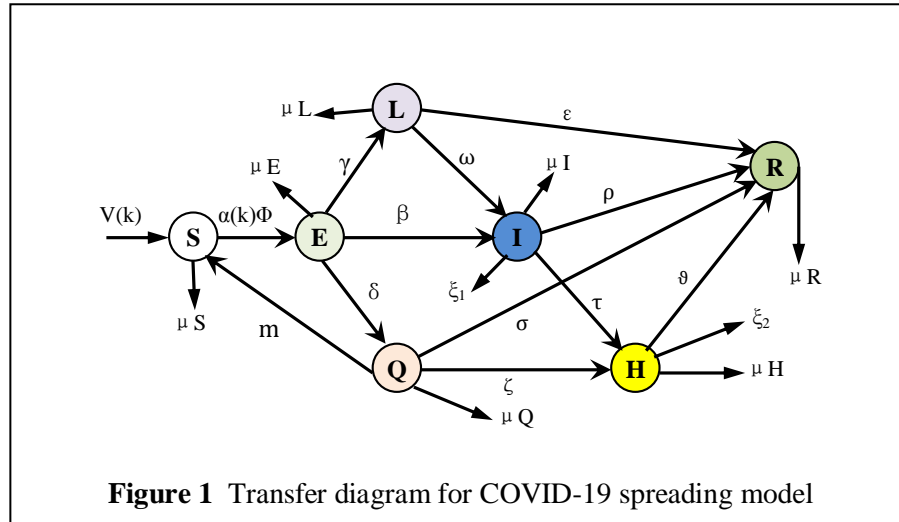 L
μ L
ε
μ E
γ
ω
μ I
R
ρ
V(k)
α(k)Φ
S
E
β
I
μ R
δ
ξ₁
ϑ
μ S
m
σ
τ
ξ₂
Q
ζ
H
μ H
μ Q
Figure 1 Transfer diagram for COVID-19 spreading model